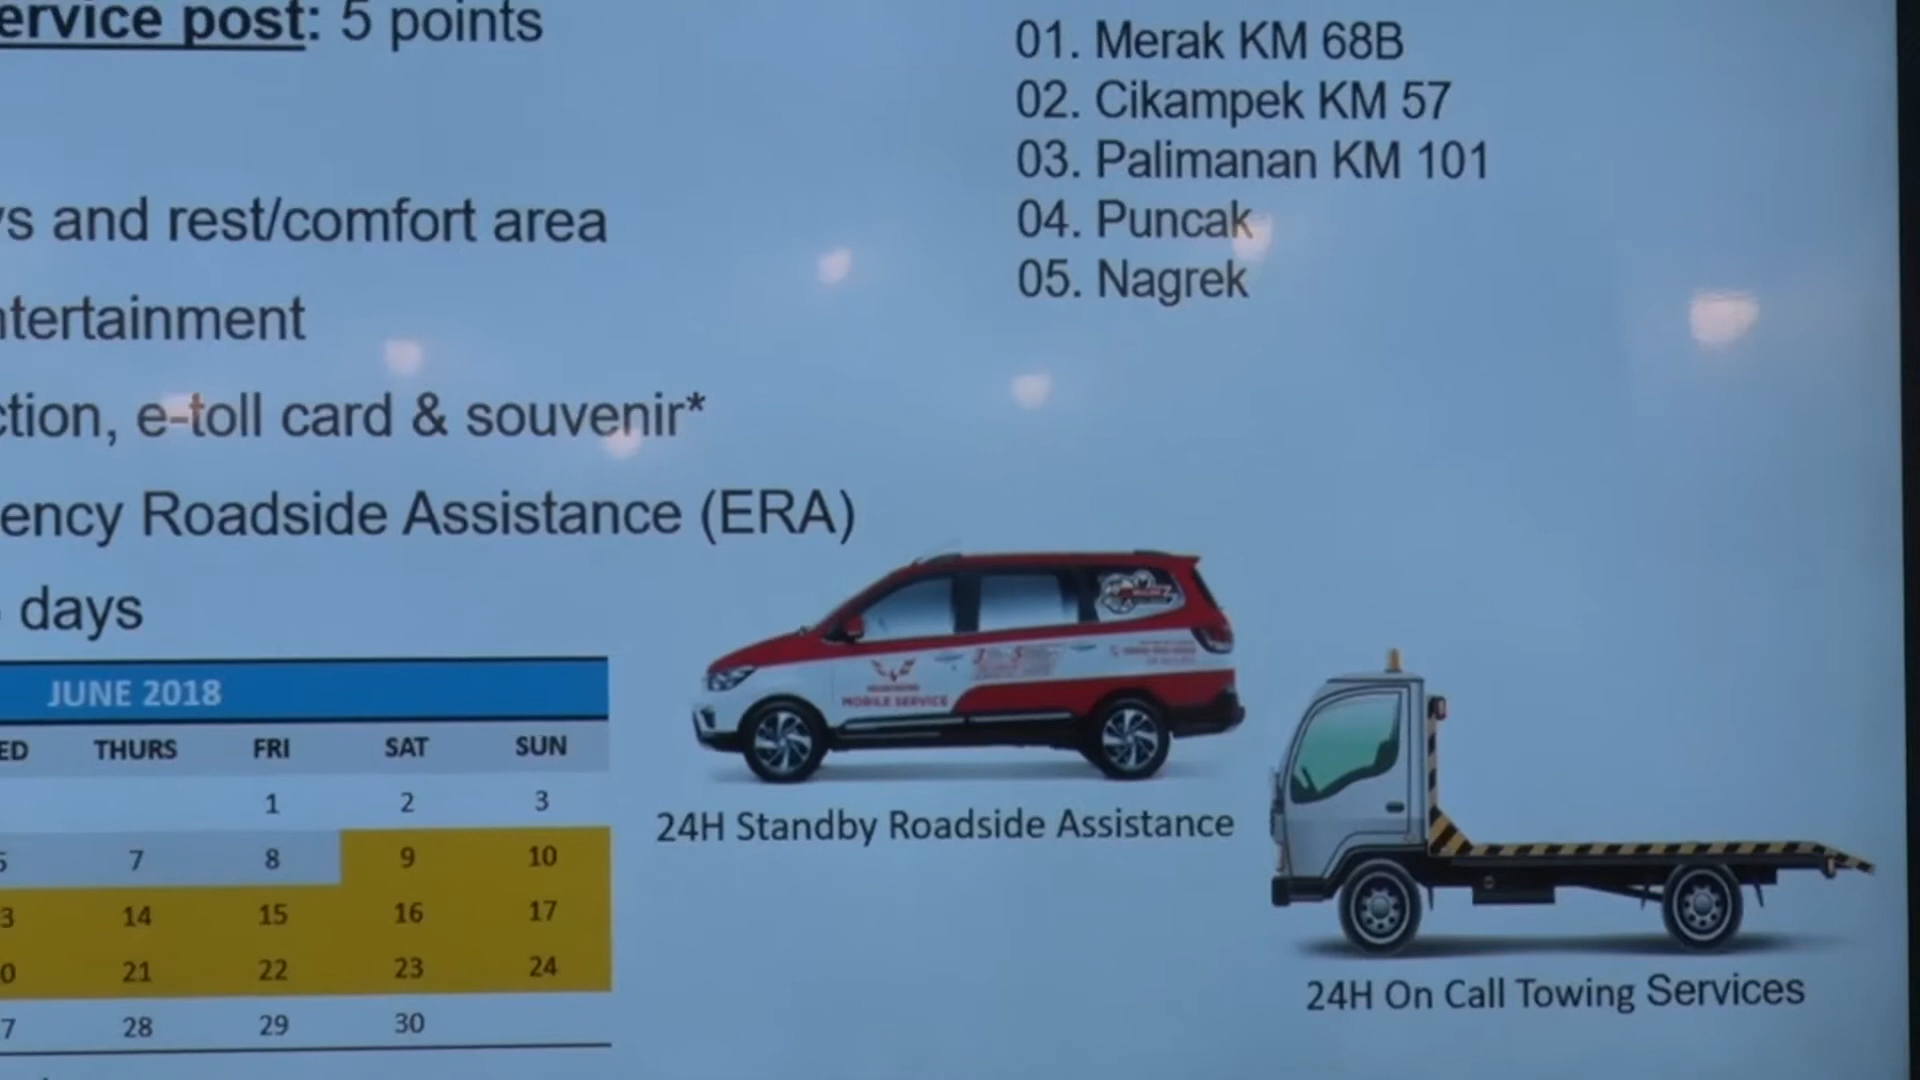 ervice post: 5 points
01. Merak KM 68B
02. Cikampek KM 57
03. Palimanan KM 101
04. Puncak
05. Nagrek
s and rest/comfort area
ntertainment
ction, e-toll card & souvenir*
ency Roadside Assistance (ERA)
days
MOBILE SERVICE
24H Standby Roadside Assistance
24H On Call Towing Services
JUNE 2018
ED THURS FRI SAT SUN
1 2 3
7 8 9 10
3 14 15 16 17
0 21 22 23 24
7 28 29 30